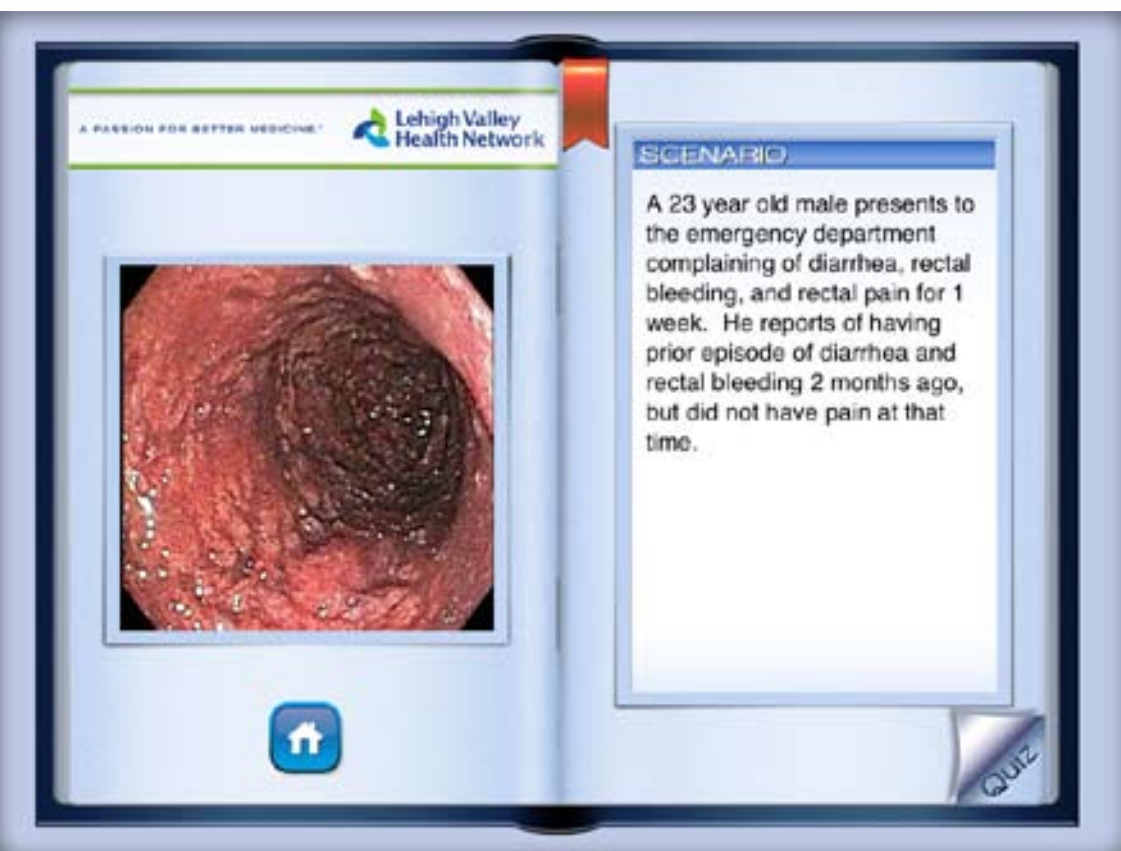 A PASSION FOR BETTER MEDICINE.™
Lehigh Valley
Health Network
SCENARIO
A 23 year old male presents to
the emergency department
complaining of diarrhea, rectal
bleeding, and rectal pain for 1
week. He reports of having
prior episode of diarrhea and
rectal bleeding 2 months ago,
but did not have pain at that
time.
QUIZ